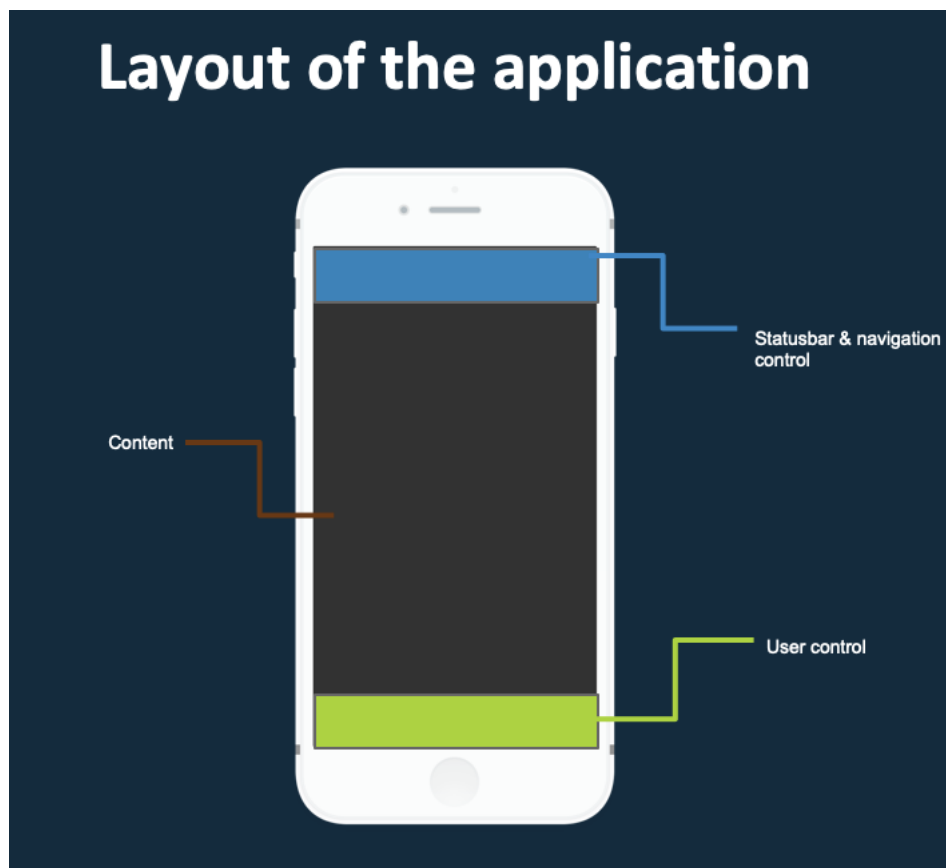 Layout of the application
Statusbar & navigation
control
Content
User control